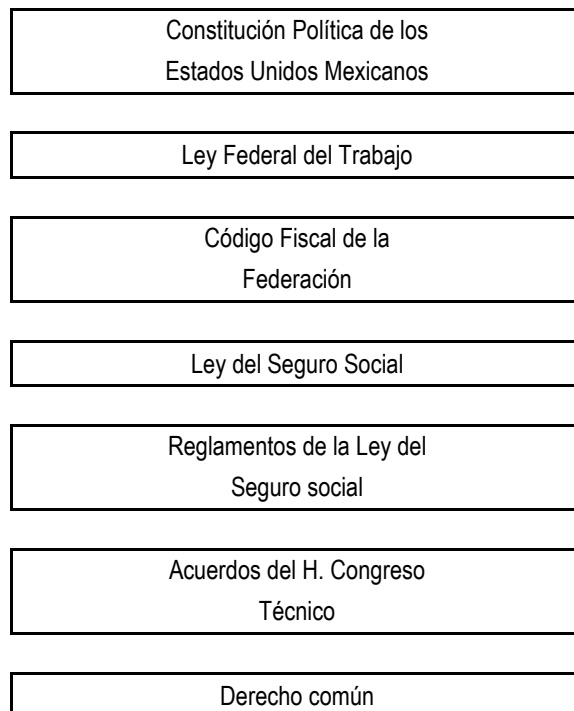 Constitución Política de los
Estados Unidos Mexicanos
Ley Federal del Trabajo
Código Fiscal de la
Federación
Ley del Seguro Social
Reglamentos de la Ley del
Seguro social
Acuerdos del H. Congreso
Técnico
Derecho común